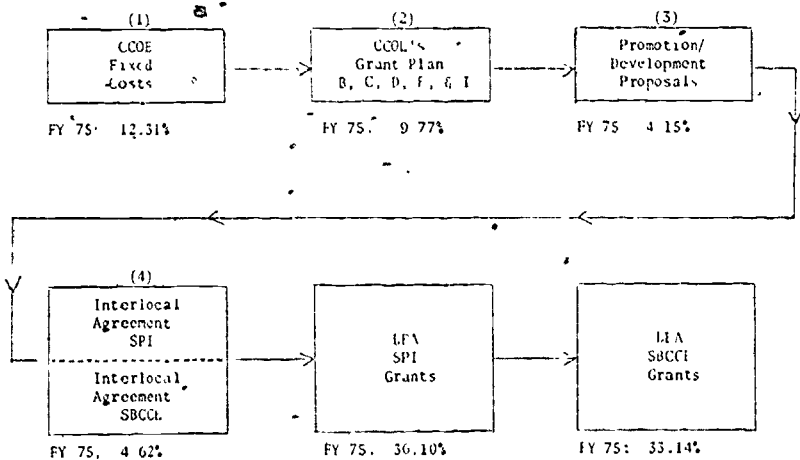 (1)
CCOE
Fixed
Costs
FY 75: 12.31%
(2)
CCOE's
Grant Plan
B, C, D, F, & I
FY 75. 9 77%
(3)
Promotion/
Development
Proposals
FY 75 4 15%
(4)
Interlocal
Agreement
SPI
Interlocal
Agreement
SBCCE
FY 75, 4 62%
LEA
SPI
Grants
FY 75. 36.10%
LEA
SBCCE
Grants
FY 75: 33.14%